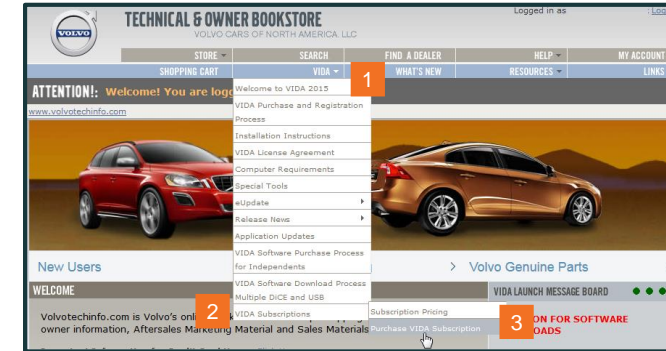 Logged in as
: Log
VOLVO
TECHNICAL & OWNER BOOKSTORE
VOLVO CARS OF NORTH AMERICA, LLC
STORE
SEARCH
FIND A DEALER
HELP
MY ACCOUNT
SHOPPING CART
VIDA
WHAT'S NEW
RESOURCES
LINKS
1
ATTENTION!: Welcome! You are log
www.volvotechinfo.com
Welcome to VIDA 2015
VIDA Purchase and Registration
Process
Installation Instructions
VIDA License Agreement
Computer Requirements
Special Tools
eUpdate
Release News
Application Updates
VIDA Software Purchase Process
for Independents
VIDA Software Download Process
Multiple DiCE and USB
VIDA Subscriptions
2
Subscription Pricing
Purchase VIDA Subscription
3
New Users
> Volvo Genuine Parts
WELCOME
VIDA LAUNCH MESSAGE BOARD
Volvotechinfo.com is Volvo's onl
owner information, Aftersales Marketing Material and Sales Materials
ON FOR SOFTWARE
OADS